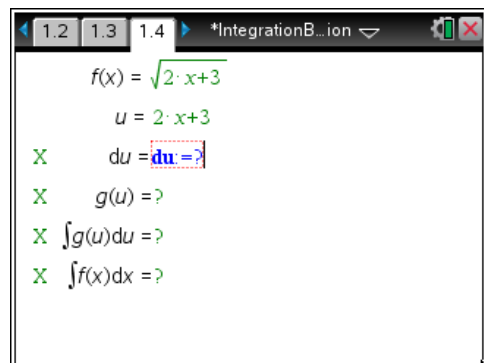 1.2 1.3 1.4 *IntegrationB…ion
f(x) = √2·x+3
u = 2·x+3
X du = du:=?
X g(u) = ?
X ∫g(u)du = ?
X ∫f(x)dx = ?